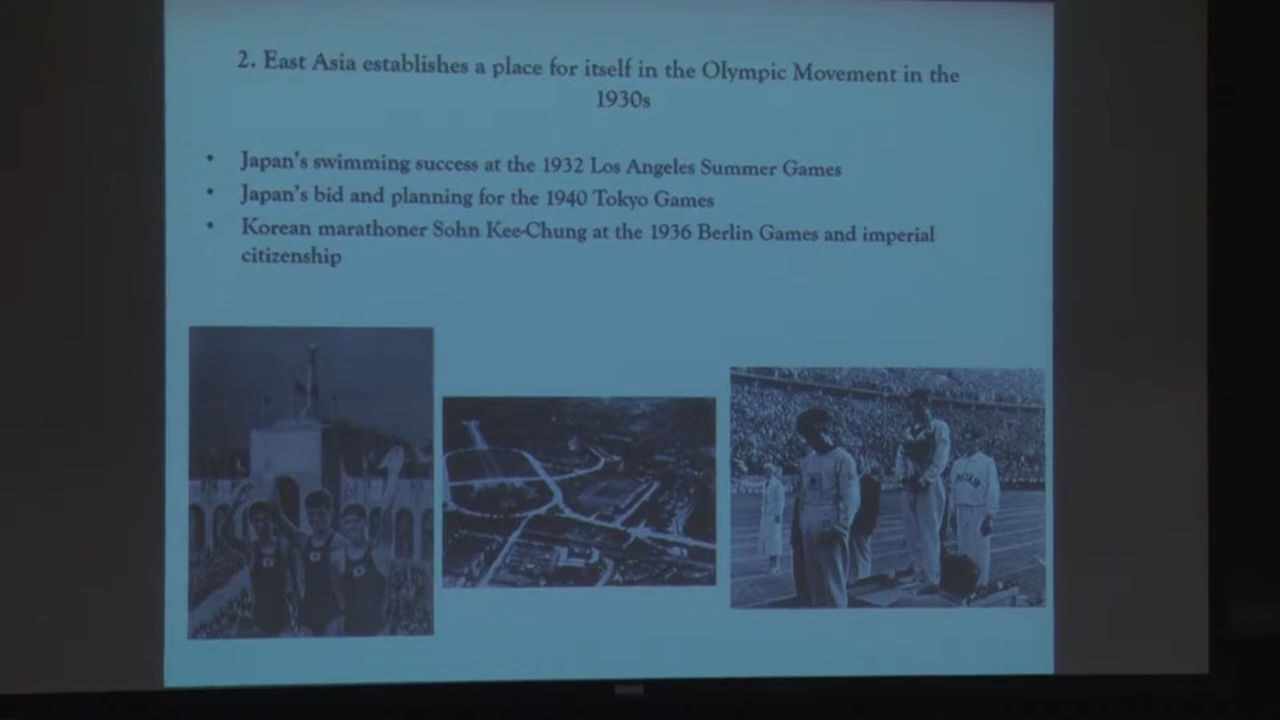 2. East Asia establishes a place for itself in the Olympic Movement in the
1930s
• Japan's swimming success at the 1932 Los Angeles Summer Games
• Japan's bid and planning for the 1940 Tokyo Games
• Korean marathoner Sohn Kee-Chung at the 1936 Berlin Games and imperial
citizenship